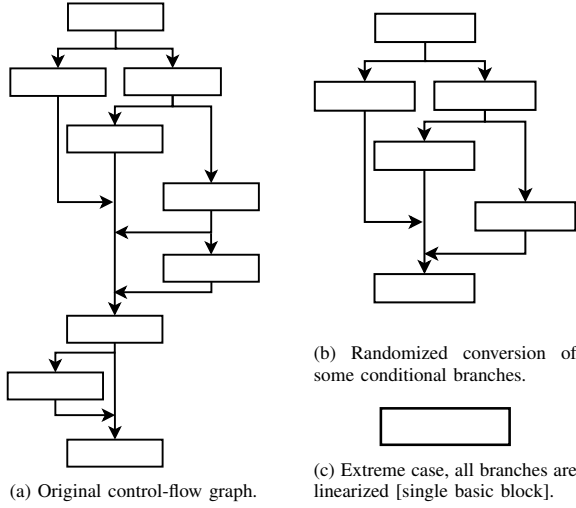 (a) Original control-flow graph.
(b) Randomized conversion of
some conditional branches.
(c) Extreme case, all branches are
linearized [single basic block].